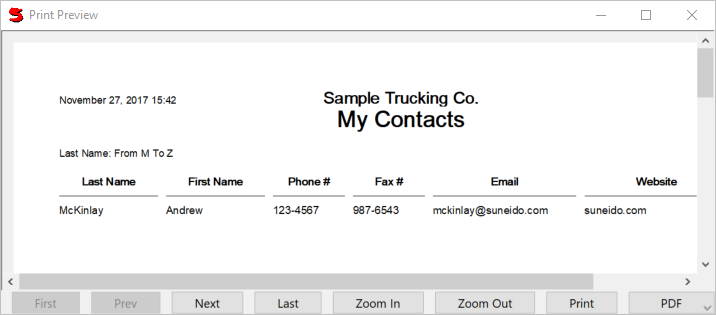 Print Preview
November 27, 2017 15:42
Sample Trucking Co.
My Contacts
Last Name: From M To Z
Last Name First Name Phone # Fax # Email Website
McKinlay Andrew 123-4567 987-6543 mckinlay@suneido.com suneido.com
First Prev Next Last Zoom In Zoom Out Print PDF